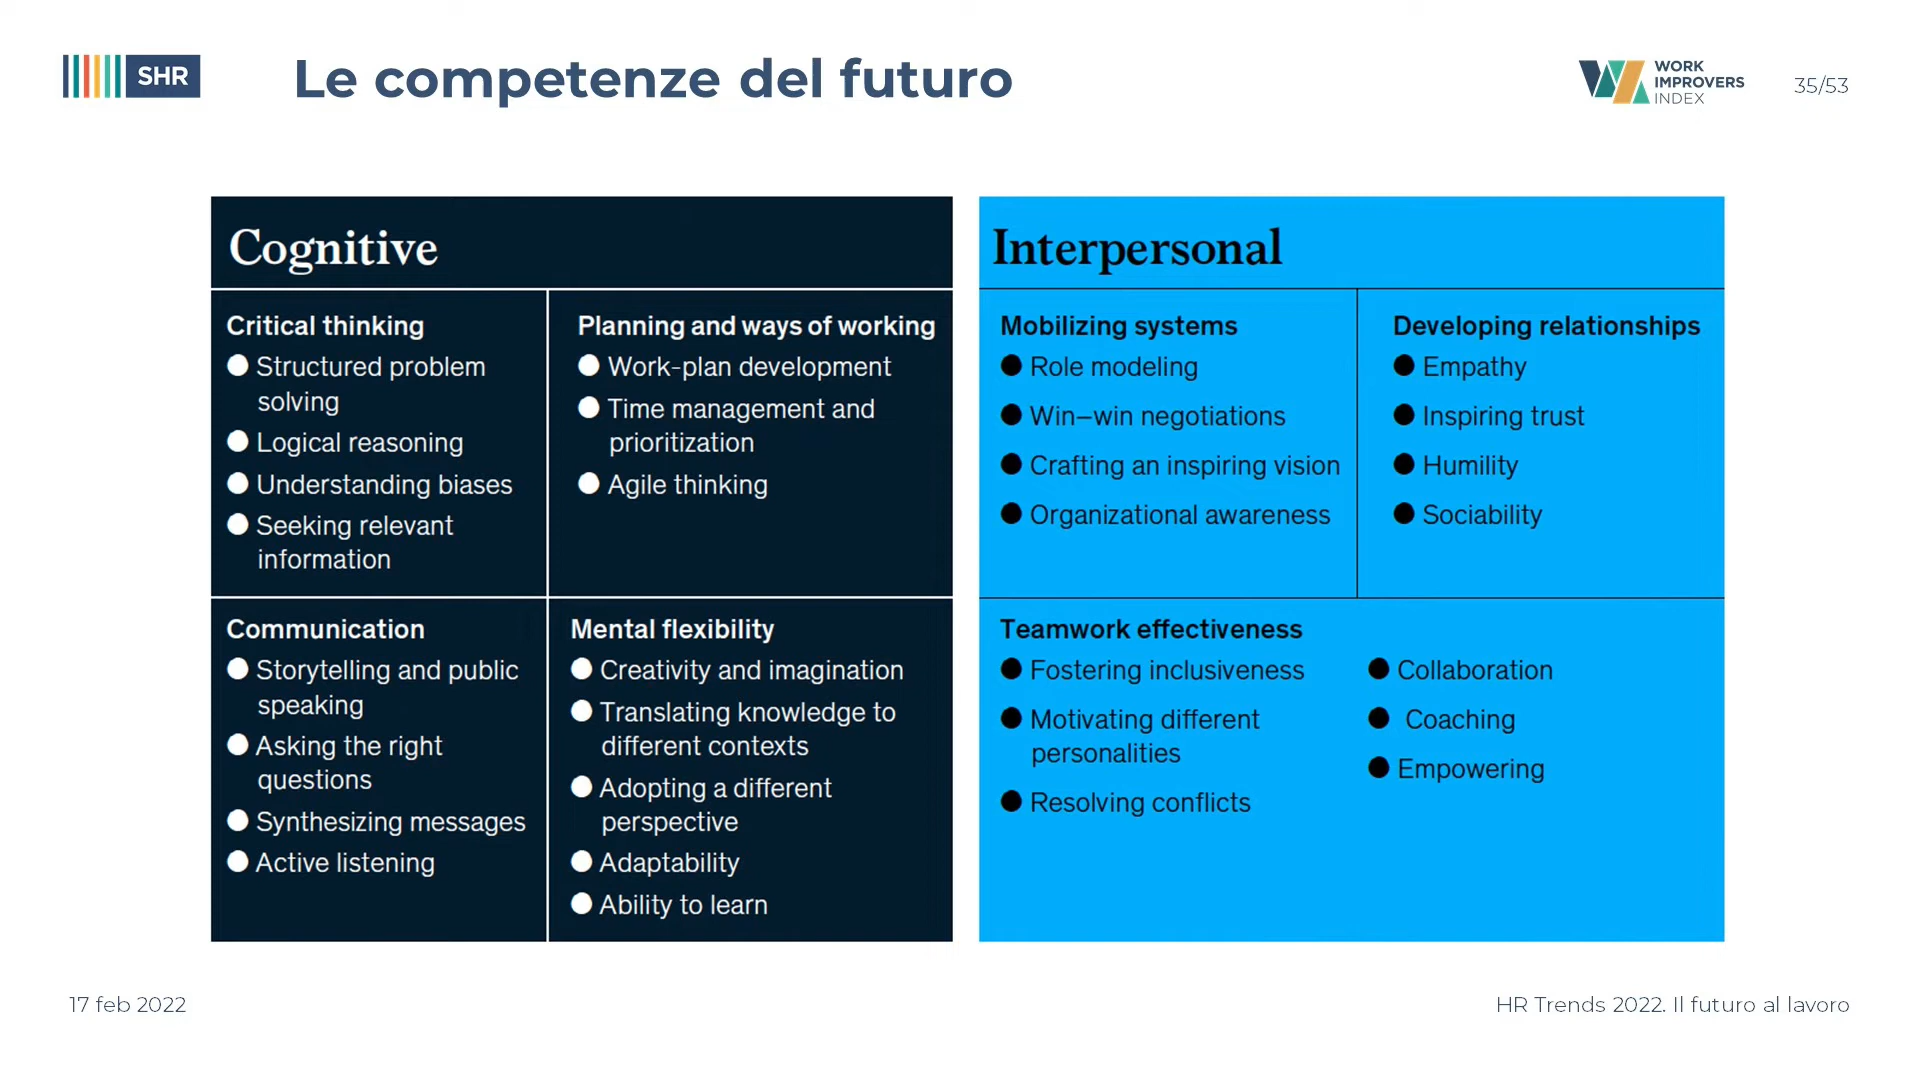 SHR
Le competenze del futuro
WORK
IMPROVERS
INDEX
35/53
Cognitive
Critical thinking
Structured problem
solving
Logical reasoning
Understanding biases
Seeking relevant
information
Planning and ways of working
Work-plan development
Time management and
prioritization
Agile thinking
Communication
Storytelling and public
speaking
Asking the right
questions
Synthesizing messages
Active listening
Mental flexibility
Creativity and imagination
Translating knowledge to
different contexts
Adopting a different
perspective
Adaptability
Ability to learn
Interpersonal
Mobilizing systems
Role modeling
Win–win negotiations
Crafting an inspiring vision
Organizational awareness
Developing relationships
Empathy
Inspiring trust
Humility
Sociability
Teamwork effectiveness
Fostering inclusiveness
Motivating different
personalities
Resolving conflicts
Collaboration
Coaching
Empowering
17 feb 2022
HR Trends 2022. Il futuro al lavoro